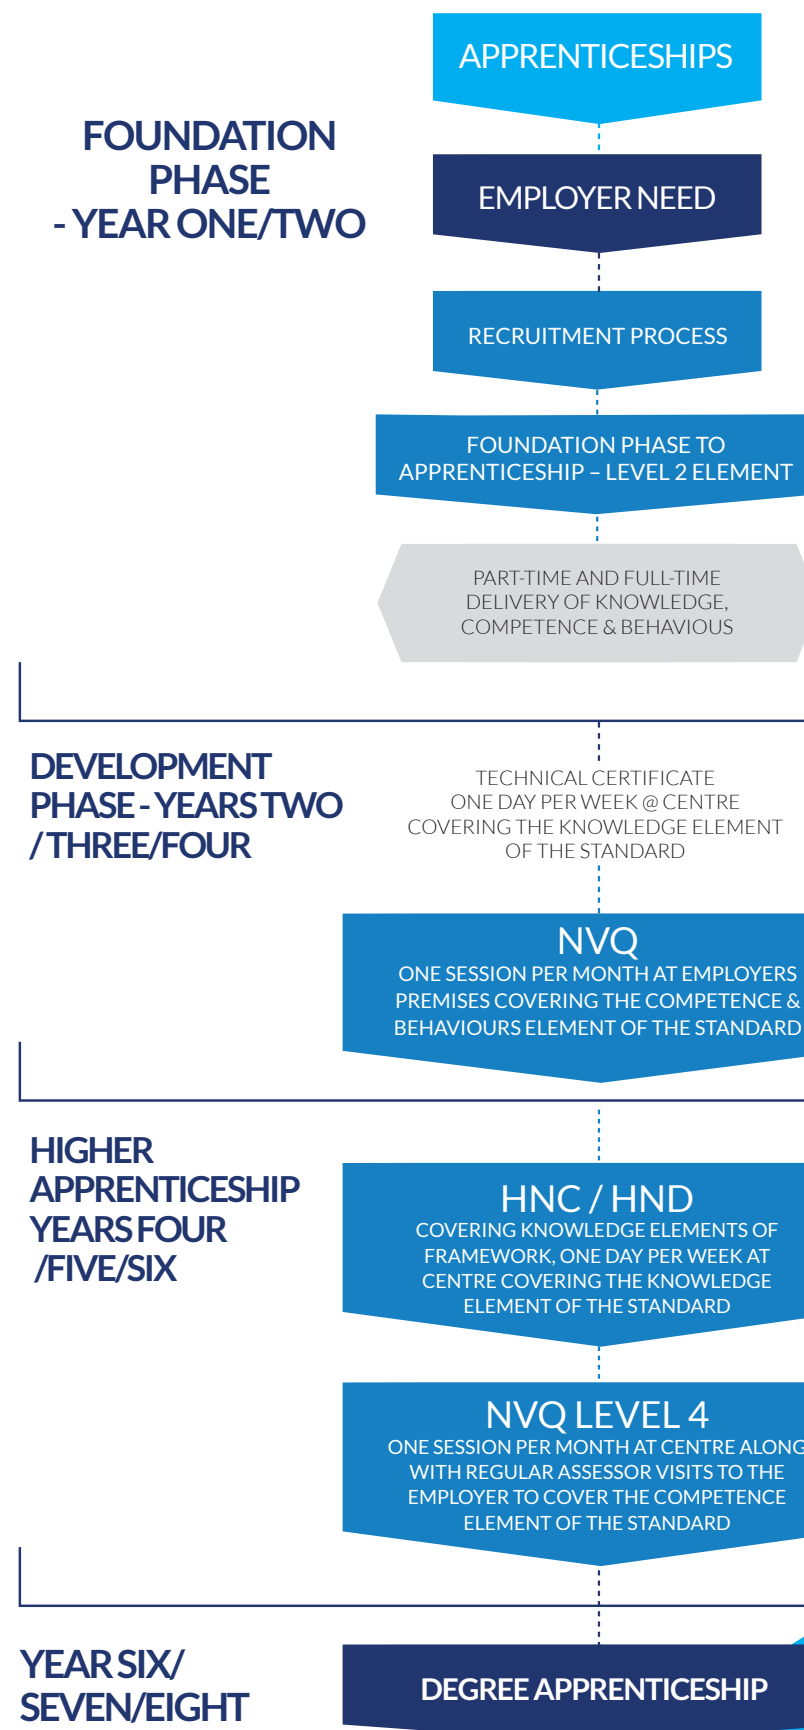 APPRENTICESHIPS
FOUNDATION
PHASE
- YEAR ONE/TWO
EMPLOYER NEED
RECRUITMENT PROCESS
FOUNDATION PHASE TO
APPRENTICESHIP – LEVEL 2 ELEMENT
PART-TIME AND FULL-TIME
DELIVERY OF KNOWLEDGE,
COMPETENCE & BEHAVIOUS
DEVELOPMENT
PHASE - YEARS TWO
/ THREE/FOUR
TECHNICAL CERTIFICATE
ONE DAY PER WEEK @ CENTRE
COVERING THE KNOWLEDGE ELEMENT
OF THE STANDARD
NVQ
ONE SESSION PER MONTH AT EMPLOYERS
PREMISES COVERING THE COMPETENCE &
BEHAVIOURS ELEMENT OF THE STANDARD
HIGHER
APPRENTICESHIP
YEARS FOUR
/FIVE/SIX
HNC / HND
COVERING KNOWLEDGE ELEMENTS OF
FRAMEWORK, ONE DAY PER WEEK AT
CENTRE COVERING THE KNOWLEDGE
ELEMENT OF THE STANDARD
NVQ LEVEL 4
ONE SESSION PER MONTH AT CENTRE ALONG
WITH REGULAR ASSESSOR VISITS TO THE
EMPLOYER TO COVER THE COMPETENCE
ELEMENT OF THE STANDARD
YEAR SIX/
SEVEN/EIGHT
DEGREE APPRENTICESHIP